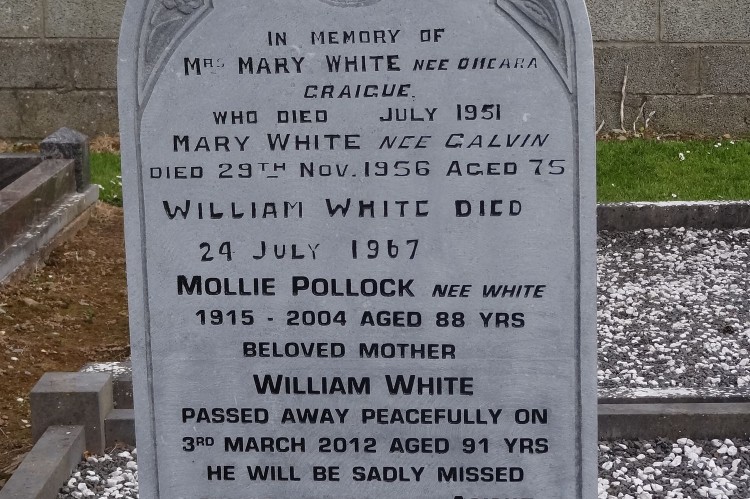 IN MEMORY OF
MRS MARY WHITE NEE OHEARA
GRAIGUE.
WHO DIED JULY 1951
MARY WHITE NEE GALVIN
DIED 29TH NOV. 1956 AGED 75
WILLIAM WHITE DIED
24 JULY 1967
MOLLIE POLLOCK NEE WHITE
1915 - 2004 AGED 88 YRS
BELOVED MOTHER
WILLIAM WHITE
PASSED AWAY PEACEFULLY ON
3RD MARCH 2012 AGED 91 YRS
HE WILL BE SADLY MISSED